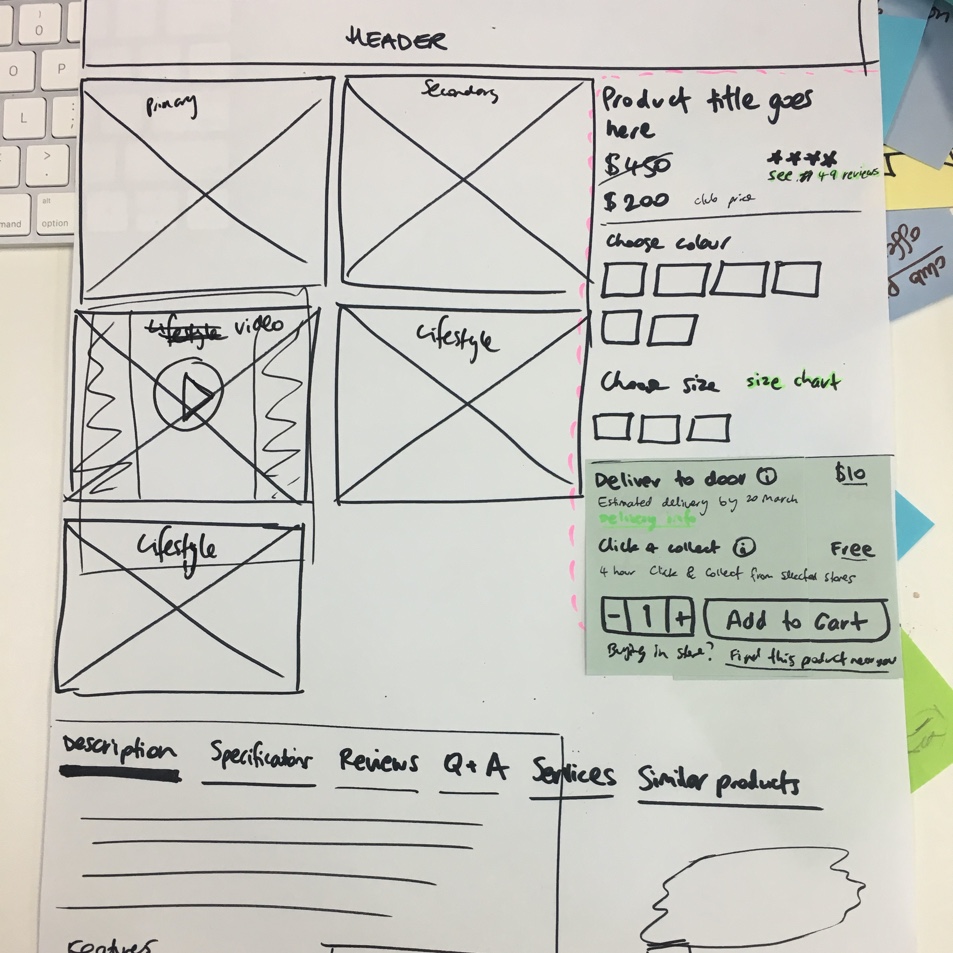 HEADER
Primary
Secondary
Product title goes
here
$450
★★★★
see 49 reviews
$200 club price
Choose colour
Lifestyle video
Lifestyle
Choose size size chart
Deliver to door i $10
Estimated delivery by 20 March
Delivery info
Click & collect i Free
4 hour Click & Collect from selected stores
- 1 + Add to Cart
Buying in store? Find this product near you
Lifestyle
Description Specifications Reviews Q + A Services Similar products
Features
O
P
L
:
;
>
.
alt
option
mand
club
offe